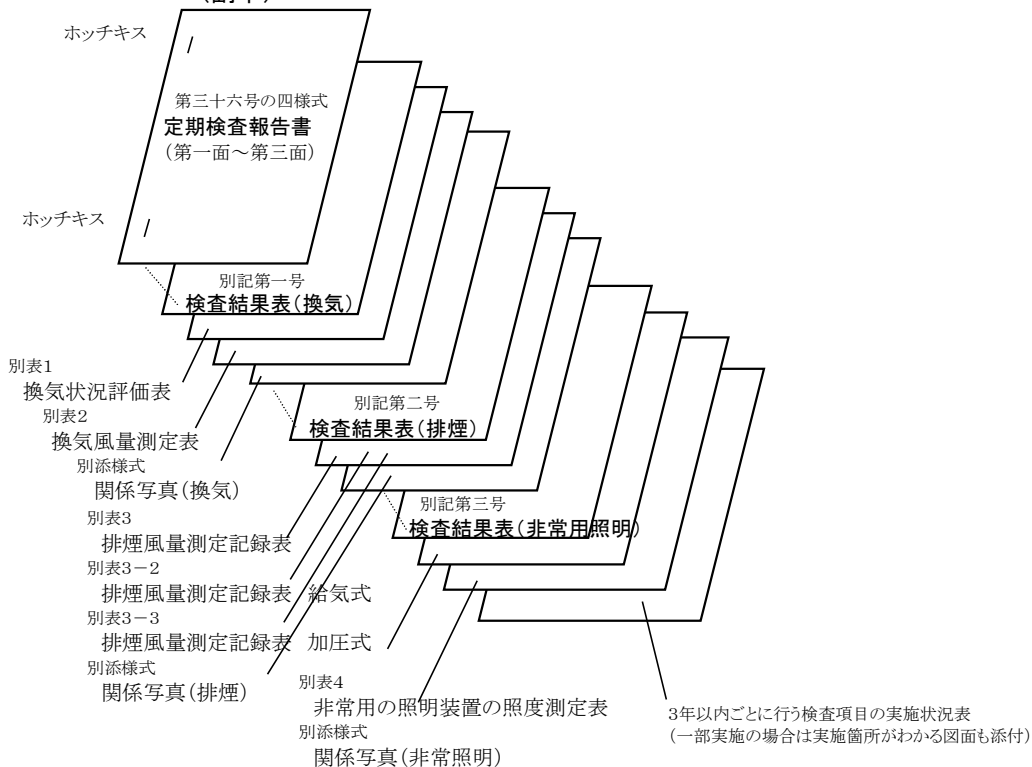 ホッチキス
第三十六号の四様式
定期検査報告書
（第一面～第三面）
ホッチキス
別記第一号
検査結果表（換気）
別表1
換気状況評価表
別表2
換気風量測定表
別添様式
関係写真（換気）
別記第二号
検査結果表（排煙）
別表3
排煙風量測定記録表
別表3－2
排煙風量測定記録表　給気式
別表3－3
排煙風量測定記録表　加圧式
別添様式
関係写真（排煙）
別記第三号
検査結果表（非常用照明）
別表4
非常用の照明装置の照度測定表
別添様式
関係写真（非常照明）
3年以内ごとに行う検査項目の実施状況表
（一部実施の場合は実施箇所がわかる図面も添付）